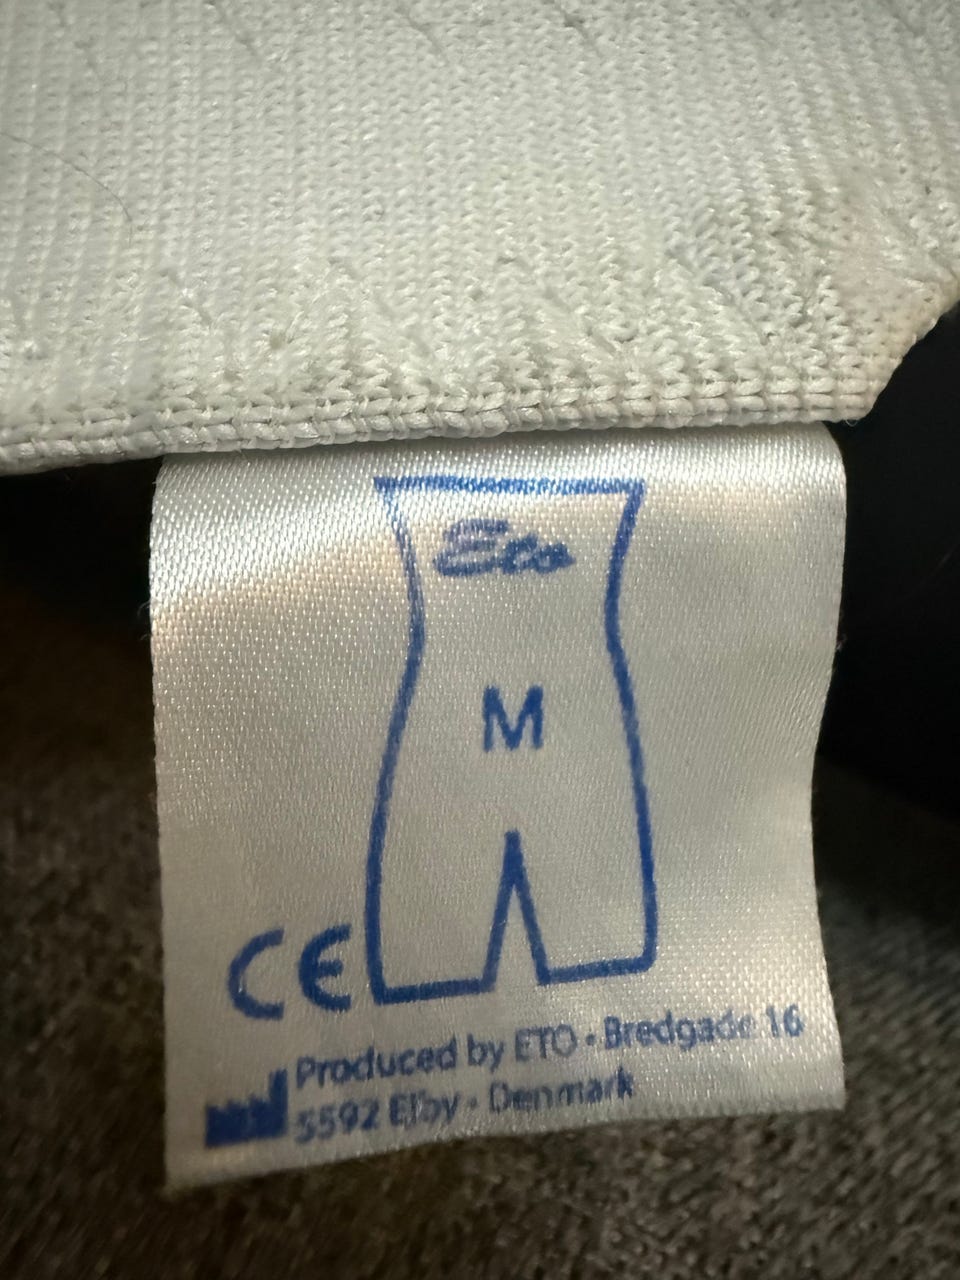 Eto
M
CE
Produced by ETO · Bredgade 16
5592 Ejby · Denmark